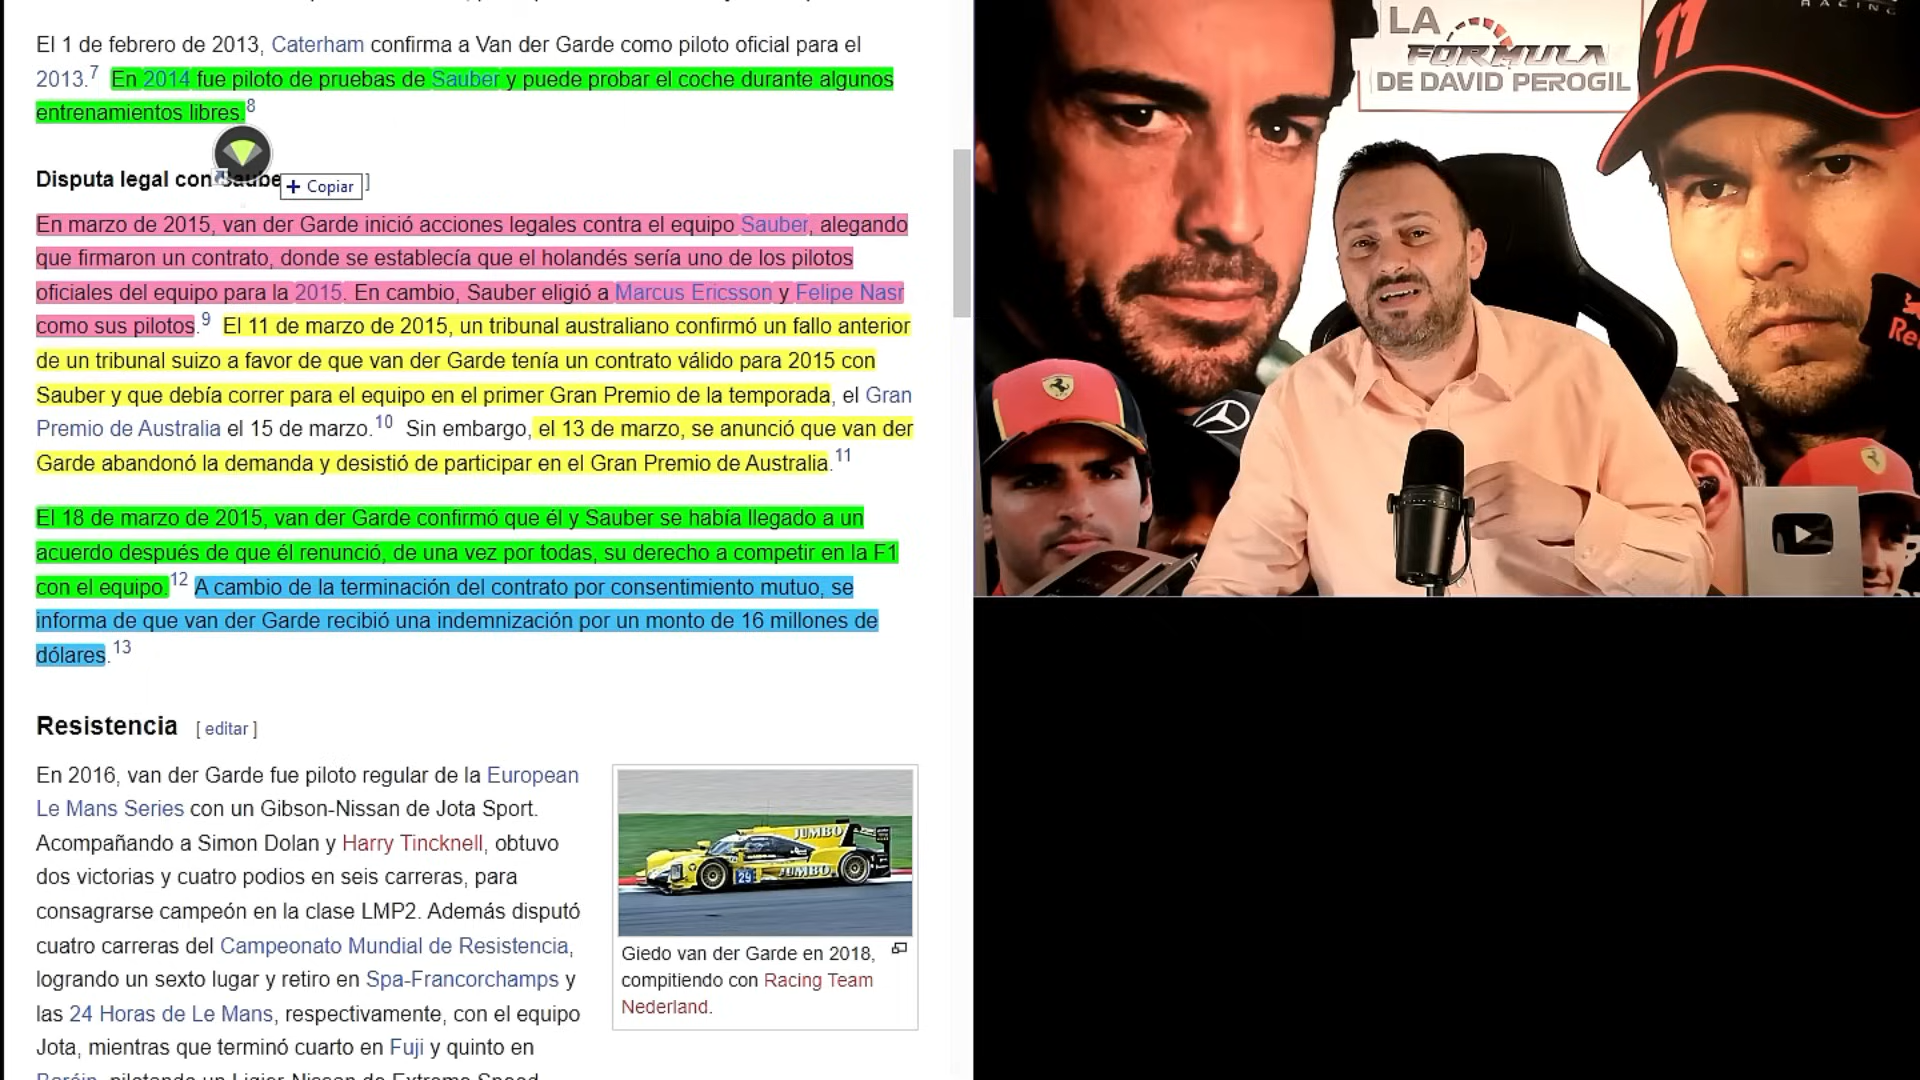 El 1 de febrero de 2013, Caterham confirma a Van der Garde como piloto oficial para el
2013.7 En 2014 fue piloto de pruebas de Sauber y puede probar el coche durante algunos
entrenamientos libres.8
Disputa legal con Sauber ]
+ Copiar
En marzo de 2015, van der Garde inició acciones legales contra el equipo Sauber, alegando
que firmaron un contrato, donde se establecía que el holandés sería uno de los pilotos
oficiales del equipo para la 2015. En cambio, Sauber eligió a Marcus Ericsson y Felipe Nasr
como sus pilotos.9 El 11 de marzo de 2015, un tribunal australiano confirmó un fallo anterior
de un tribunal suizo a favor de que van der Garde tenía un contrato válido para 2015 con
Sauber y que debía correr para el equipo en el primer Gran Premio de la temporada, el Gran
Premio de Australia el 15 de marzo.10 Sin embargo, el 13 de marzo, se anunció que van der
Garde abandonó la demanda y desistió de participar en el Gran Premio de Australia.11
El 18 de marzo de 2015, van der Garde confirmó que él y Sauber se había llegado a un
acuerdo después de que él renunció, de una vez por todas, su derecho a competir en la F1
con el equipo.12 A cambio de la terminación del contrato por consentimiento mutuo, se
informa de que van der Garde recibió una indemnización por un monto de 16 millones de
dólares.13
Resistencia [ editar ]
En 2016, van der Garde fue piloto regular de la European
Le Mans Series con un Gibson-Nissan de Jota Sport.
Acompañando a Simon Dolan y Harry Tincknell, obtuvo
dos victorias y cuatro podios en seis carreras, para
consagrarse campeón en la clase LMP2. Además disputó
cuatro carreras del Campeonato Mundial de Resistencia,
logrando un sexto lugar y retiro en Spa-Francorchamps y
las 24 Horas de Le Mans, respectivamente, con el equipo
Jota, mientras que terminó cuarto en Fuji y quinto en
Baréin, pilotando un Ligier-Nissan de Extreme Speed
JUMBO
29
JUMBO
Giedo van der Garde en 2018,
compitiendo con Racing Team
Nederland.
LA
FÓRMULA
DE DAVID PEROGIL
11
RACING
Re